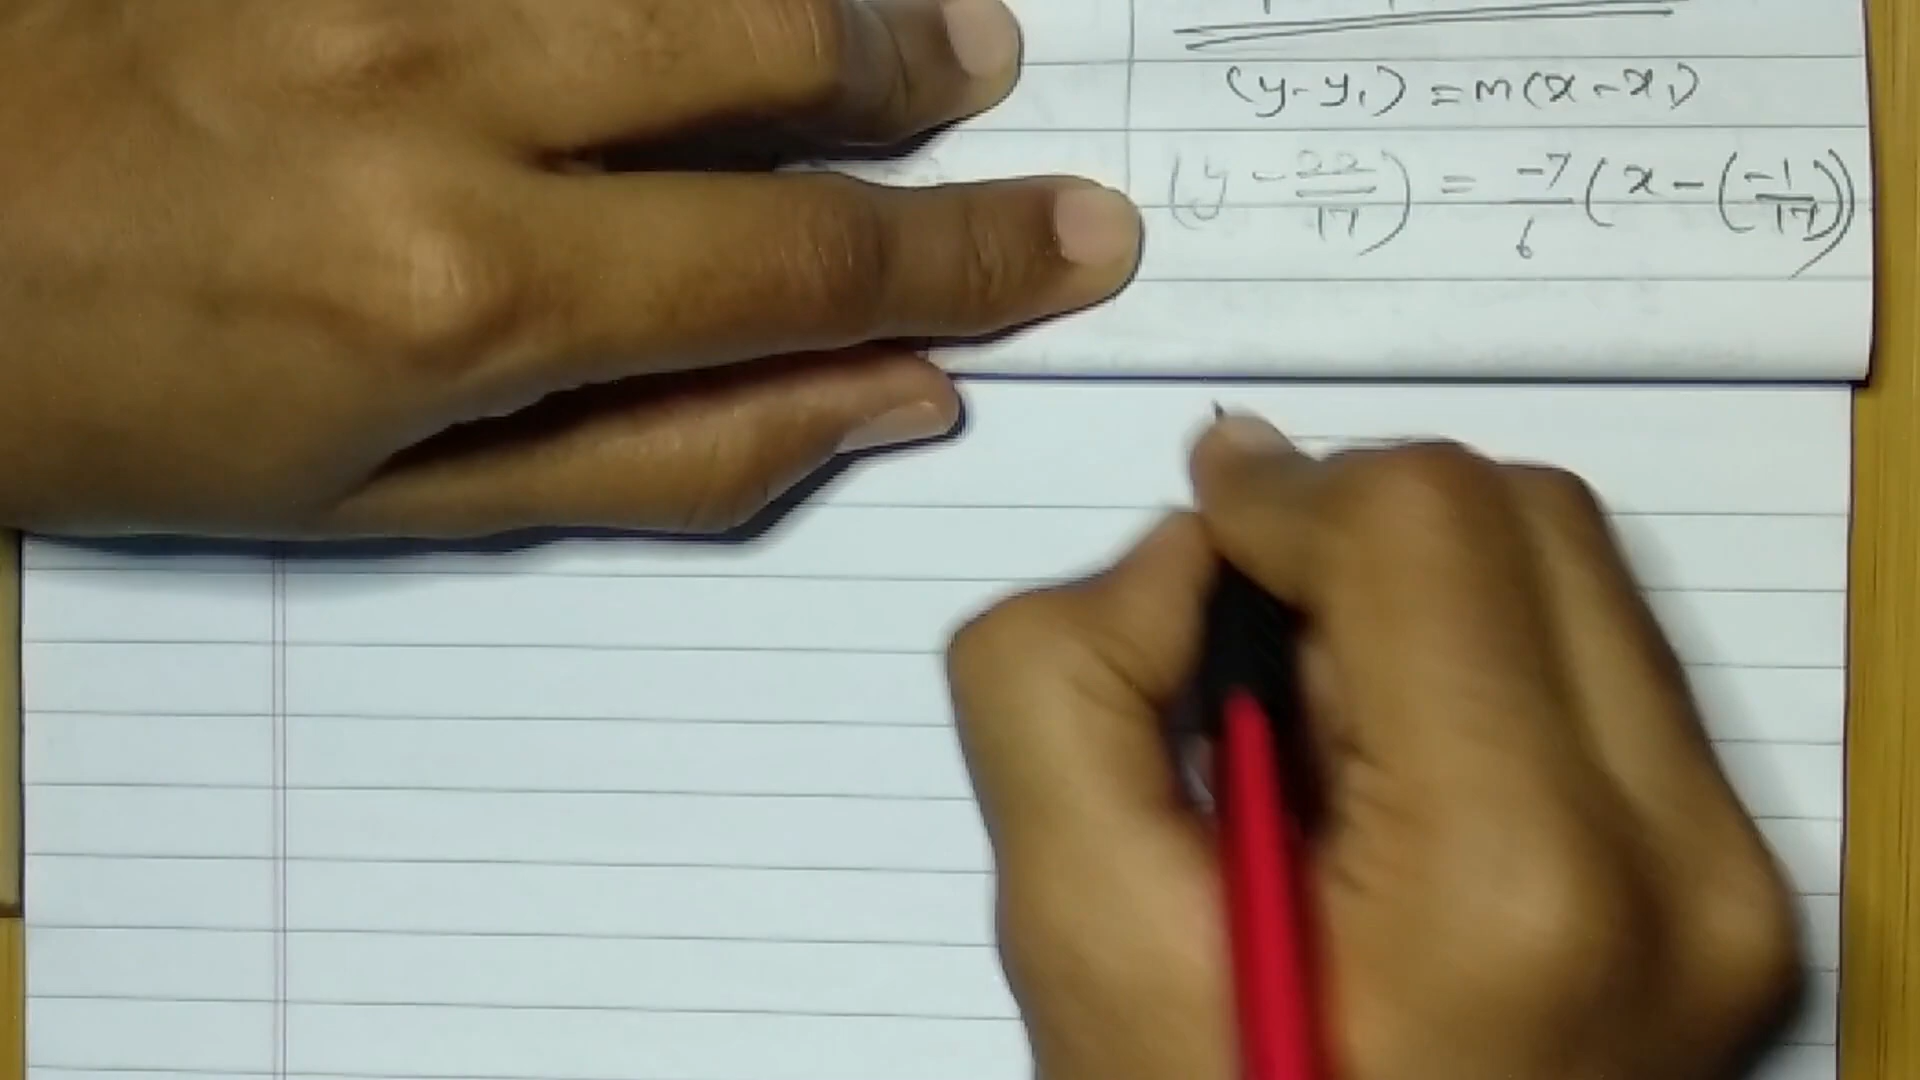 (y-y₁) = m(x-x₁)
(y - 22/17) = -7/6 (x - (-1/17))